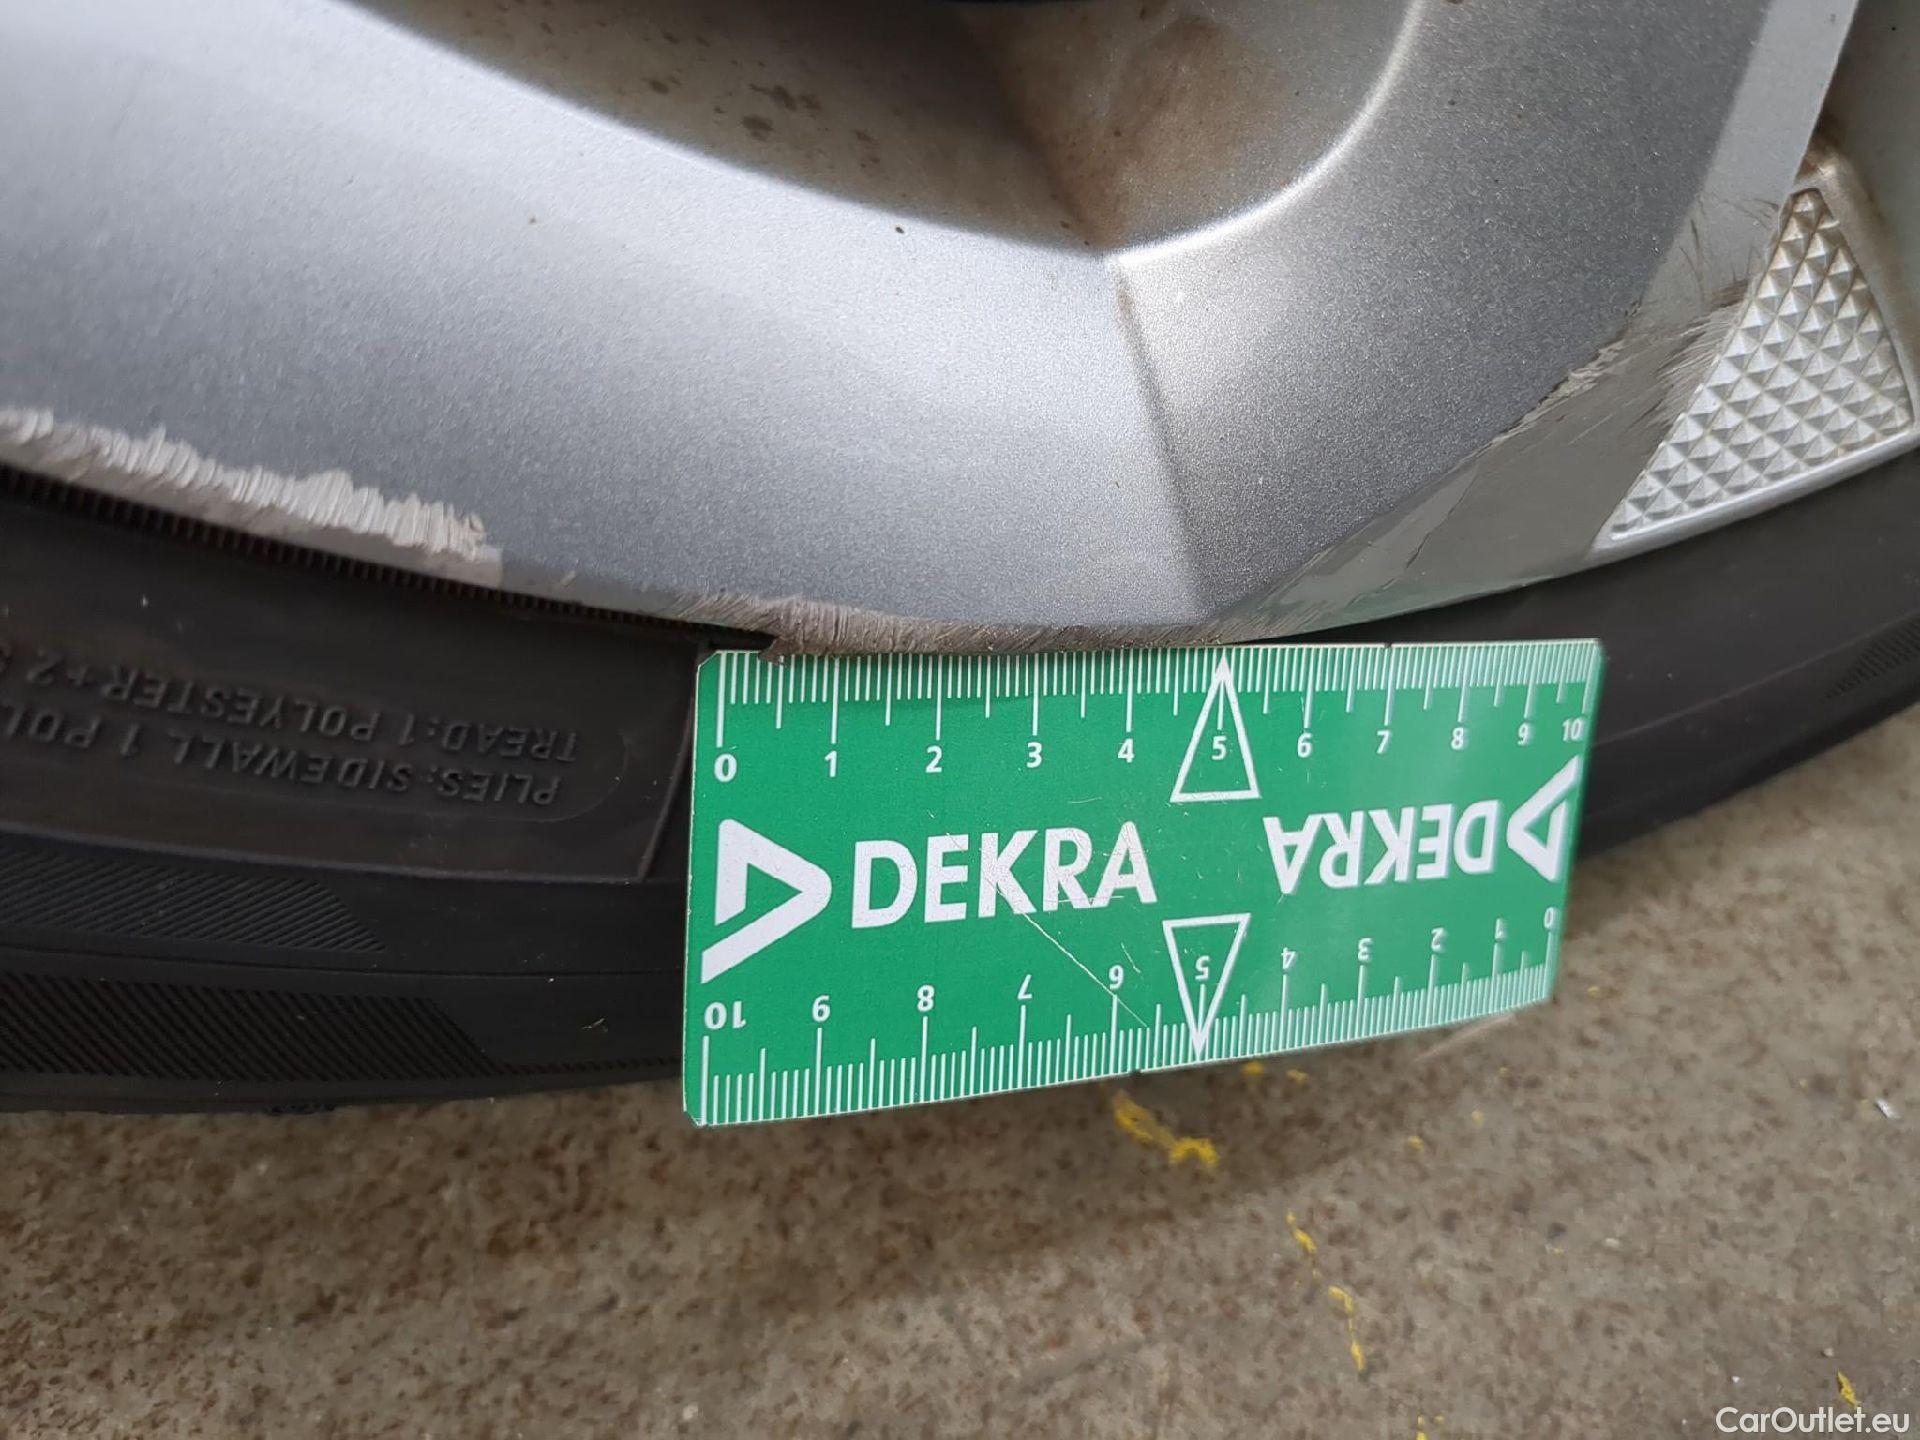 PLIES: SIDEWALL 1 POL
TREAD: 1 POLYESTER + 2 S
0 1 2 3 4 5 6 7 8 9 10
DEKRA
DEKRA
10 9 8 7 6 5 4 3 2 1 0
CarOutlet.eu